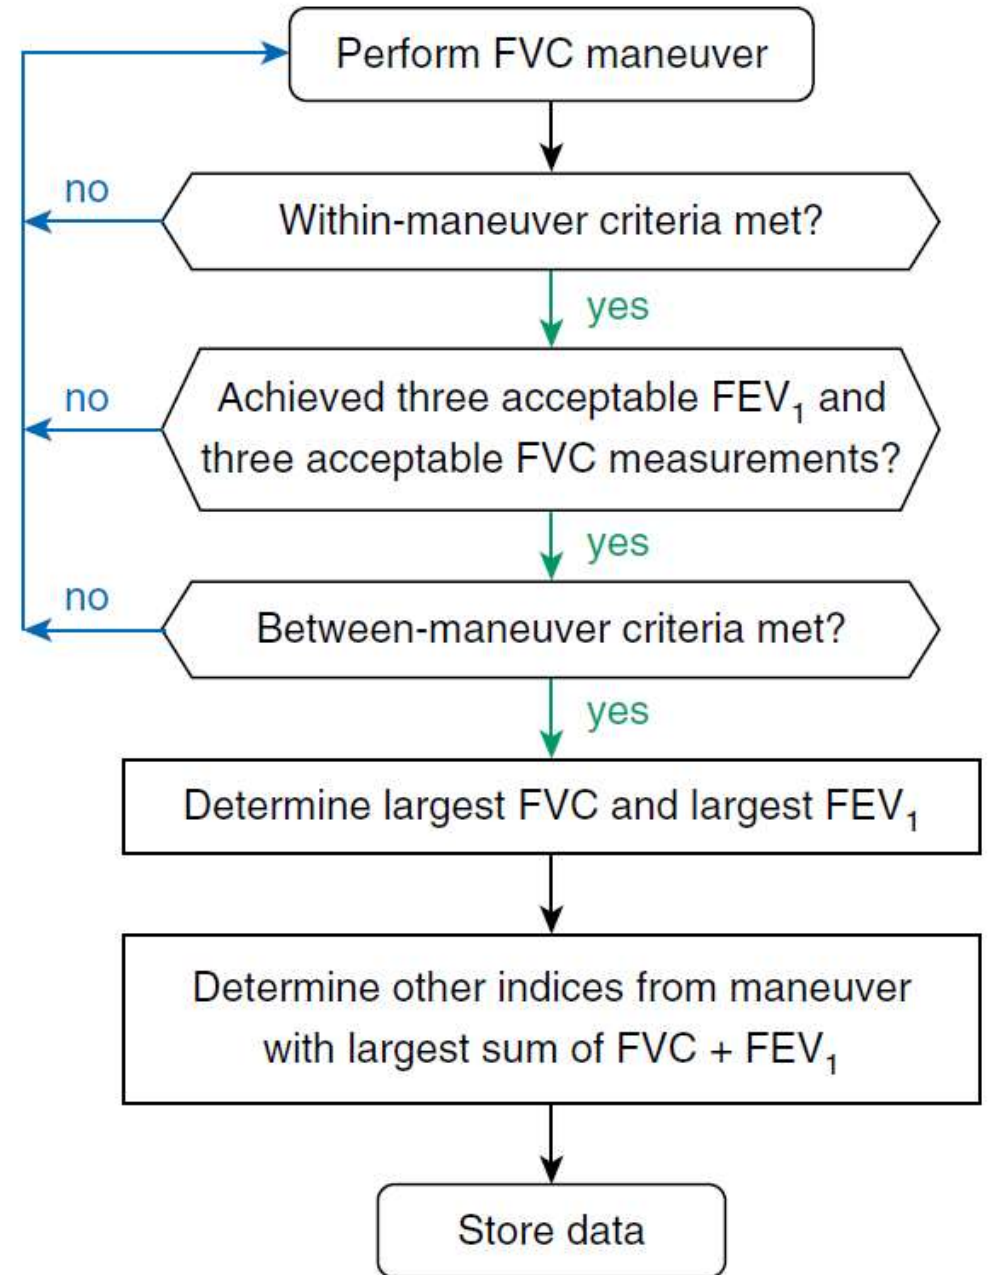 Perform FVC maneuver
no
Within-maneuver criteria met?
yes
no
Achieved three acceptable FEV₁ and
three acceptable FVC measurements?
yes
no
Between-maneuver criteria met?
yes
Determine largest FVC and largest FEV₁
Determine other indices from maneuver
with largest sum of FVC + FEV₁
Store data